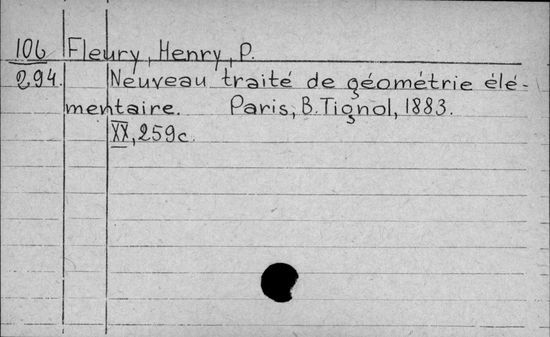 106 Fleury, Henry, P.
294. Neuveau traité de géométrie élé-
mentaire. Paris, B. Tignol, 1883.
XX, 259c.